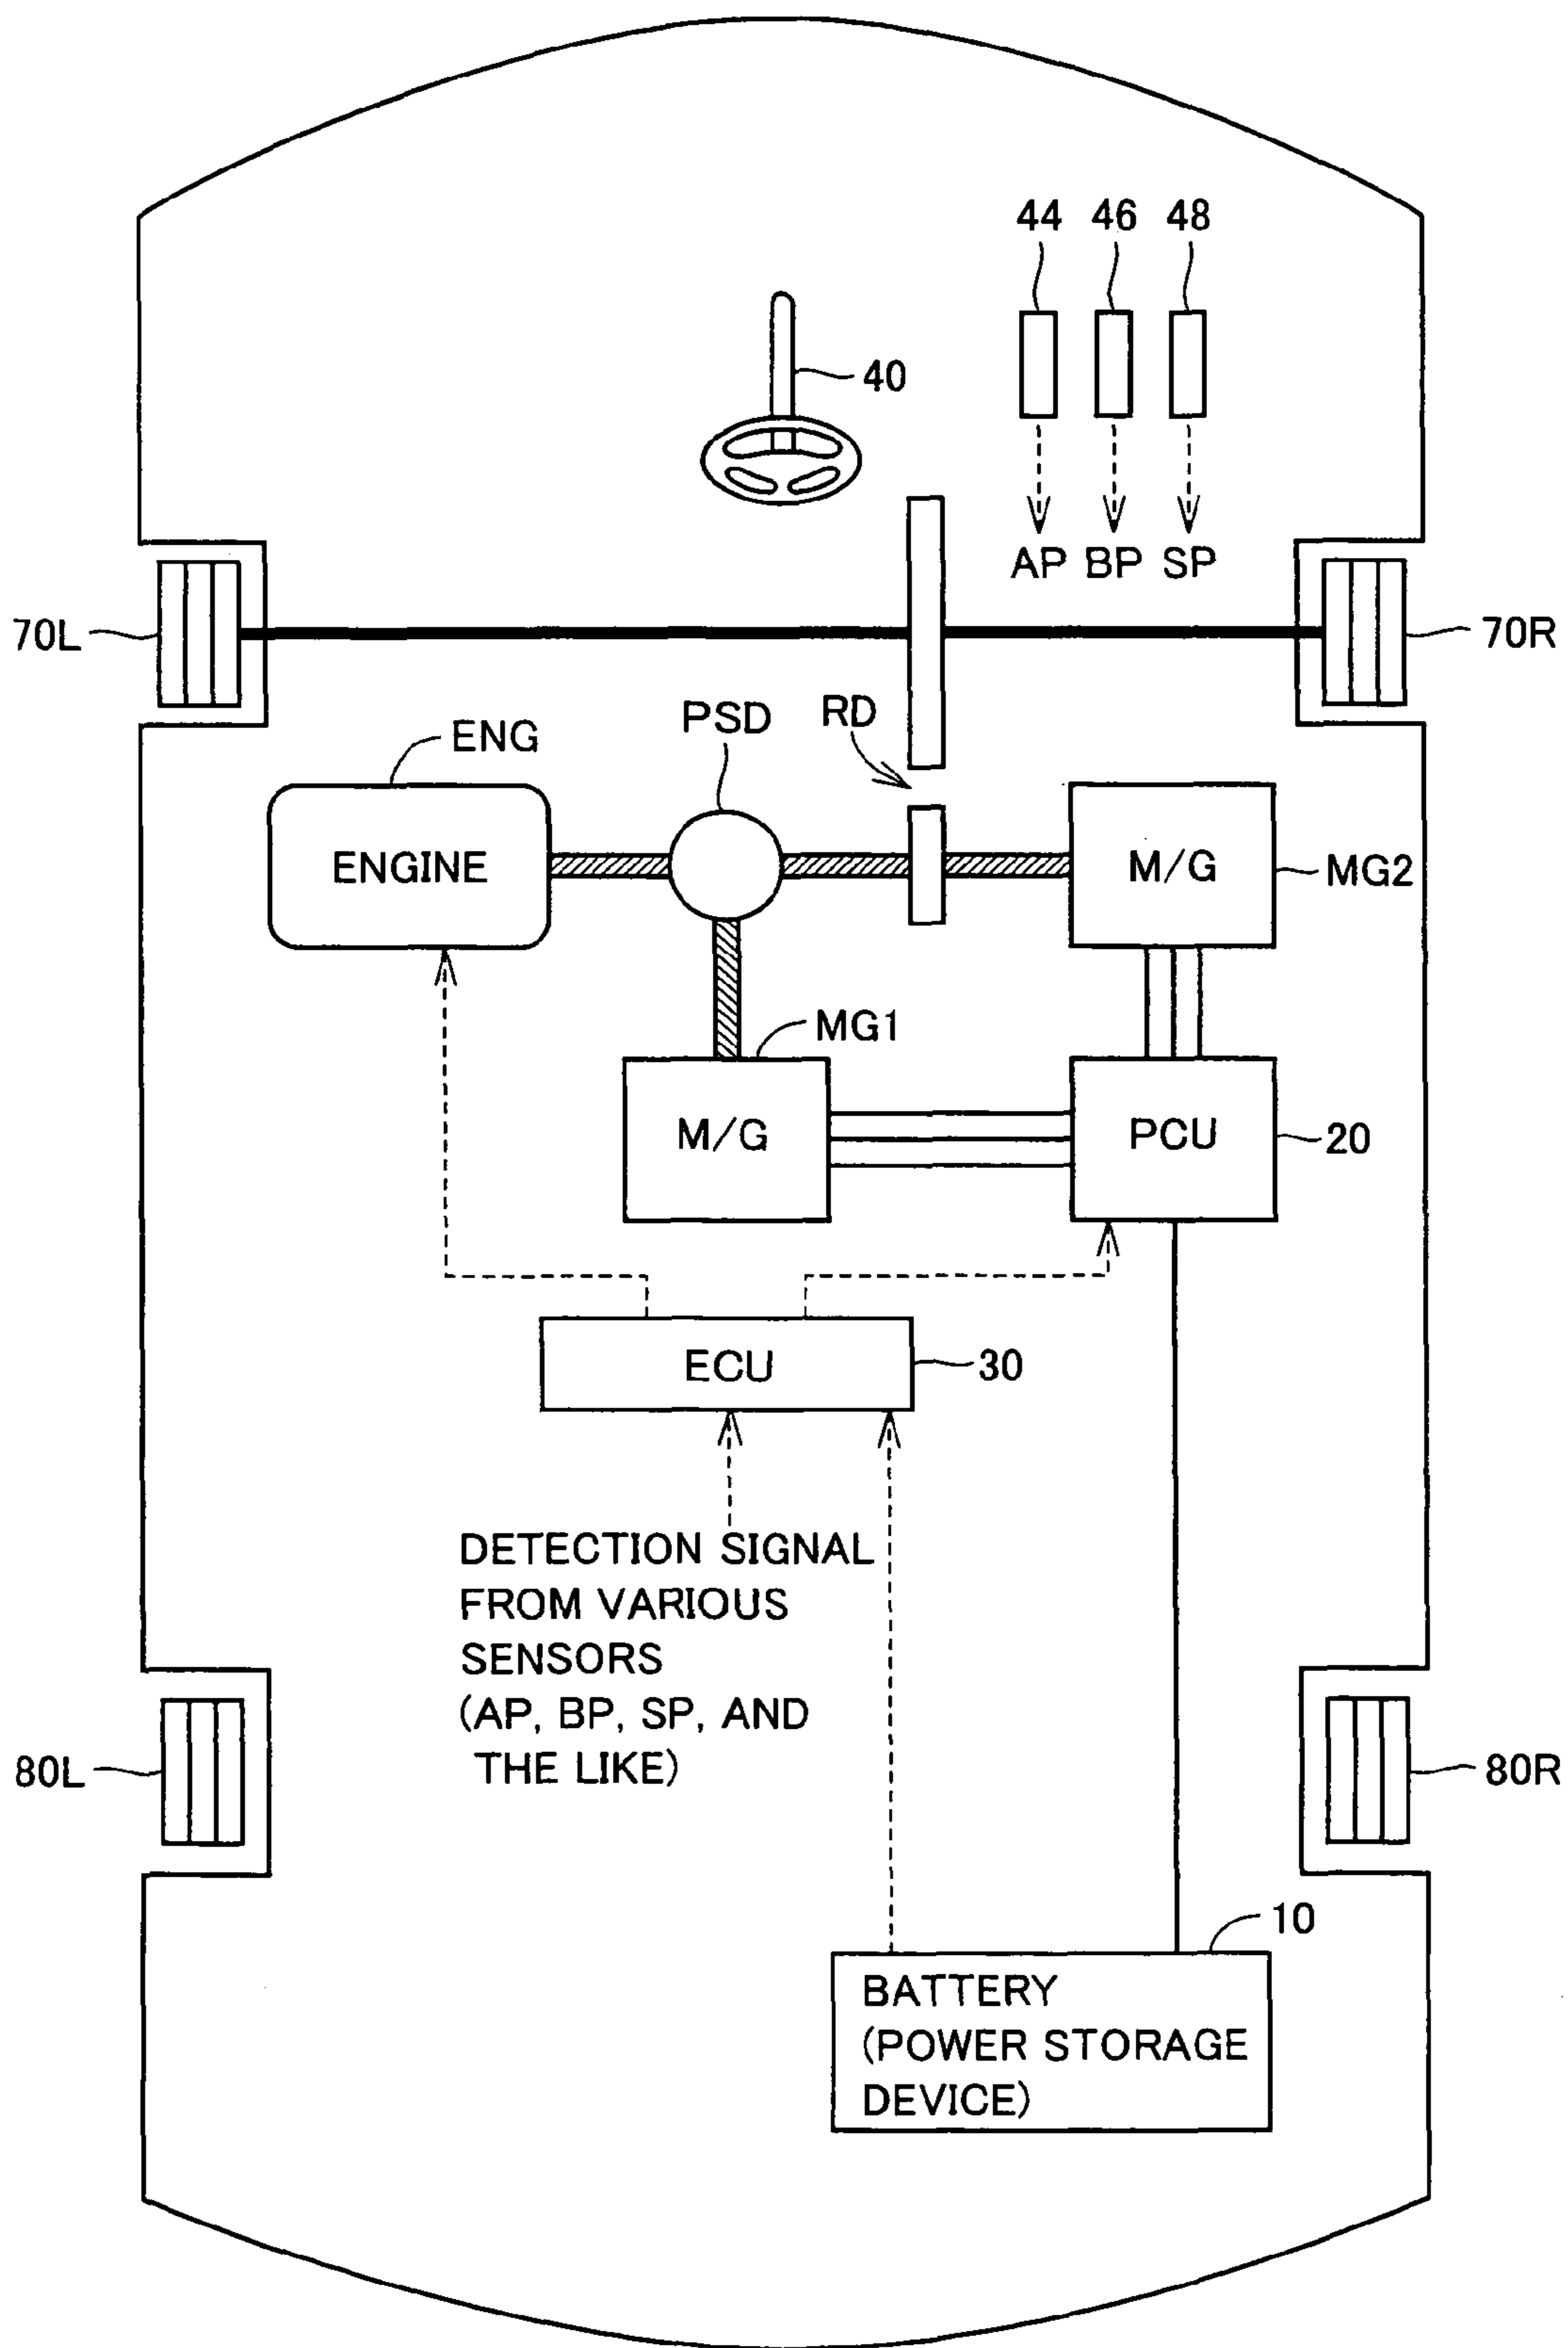 44 46 48
40
AP BP SP
70L
70R
PSD
RD
ENG
ENGINE
M/G
MG2
MG1
M/G
PCU
20
ECU
30
DETECTION SIGNAL
FROM VARIOUS
SENSORS
(AP, BP, SP, AND
THE LIKE)
80L
80R
10
BATTERY
(POWER STORAGE
DEVICE)